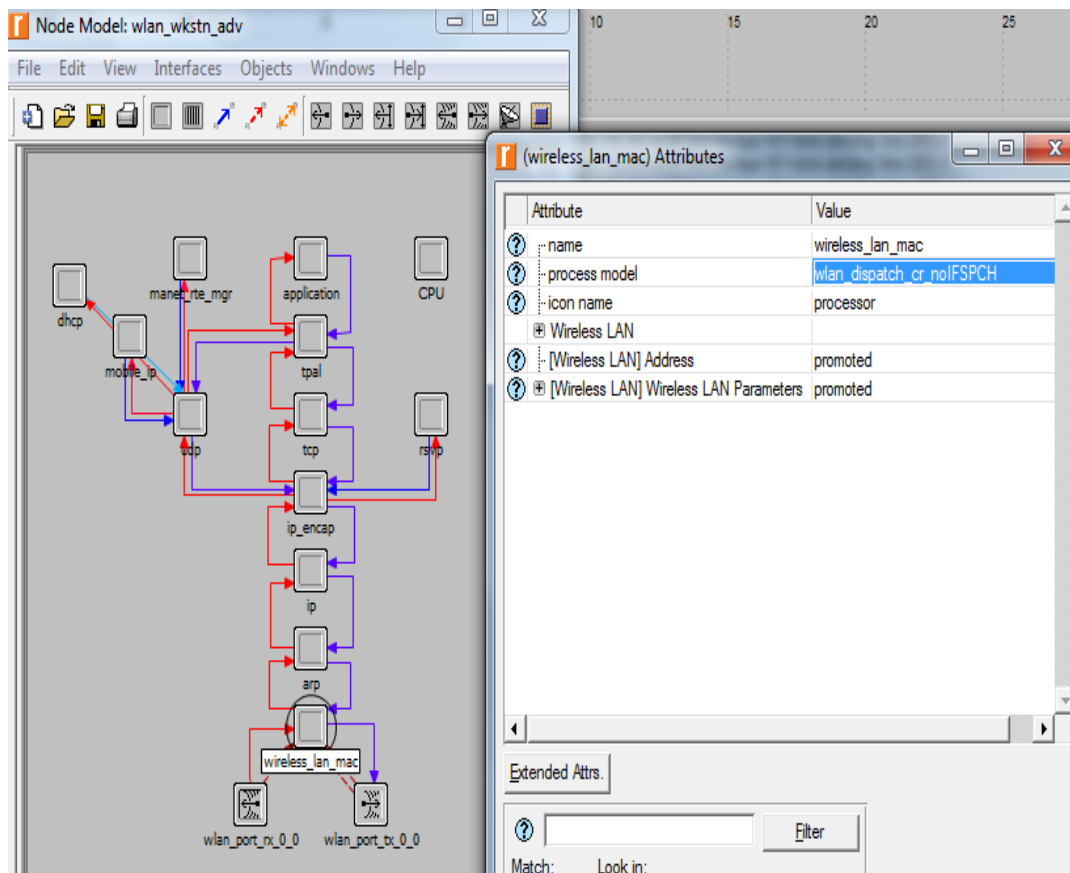 Node Model: wlan_wkstn_adv
File Edit View Interfaces Objects Windows Help
10 15 20 25
(wireless_lan_mac) Attributes
Attribute Value
name wireless_lan_mac
process model wlan_dispatch_cr_noIFSPCH
icon name processor
Wireless LAN
[Wireless LAN] Address promoted
[Wireless LAN] Wireless LAN Parameters promoted
Extended Attrs.
Filter
Match: Look in:
manet_rte_mgr
application
CPU
dhcp
mobile_ip
tpal
udp
tcp
rsvp
ip_encap
ip
arp
wireless_lan_mac
wlan_port_rx_0_0
wlan_port_tx_0_0